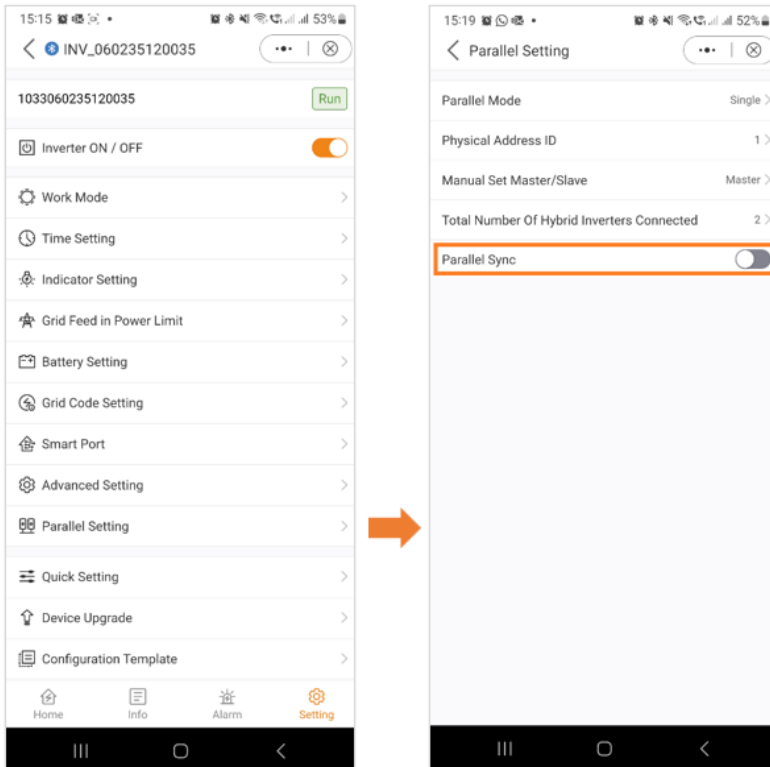 15:15 53%
INV_060235120035
1033060235120035 Run
Inverter ON / OFF
Work Mode
Time Setting
Indicator Setting
Grid Feed in Power Limit
Battery Setting
Grid Code Setting
Smart Port
Advanced Setting
Parallel Setting
Quick Setting
Device Upgrade
Configuration Template
Home Info Alarm Setting
15:19 52%
Parallel Setting
Parallel Mode Single
Physical Address ID 1
Manual Set Master/Slave Master
Total Number Of Hybrid Inverters Connected 2
Parallel Sync